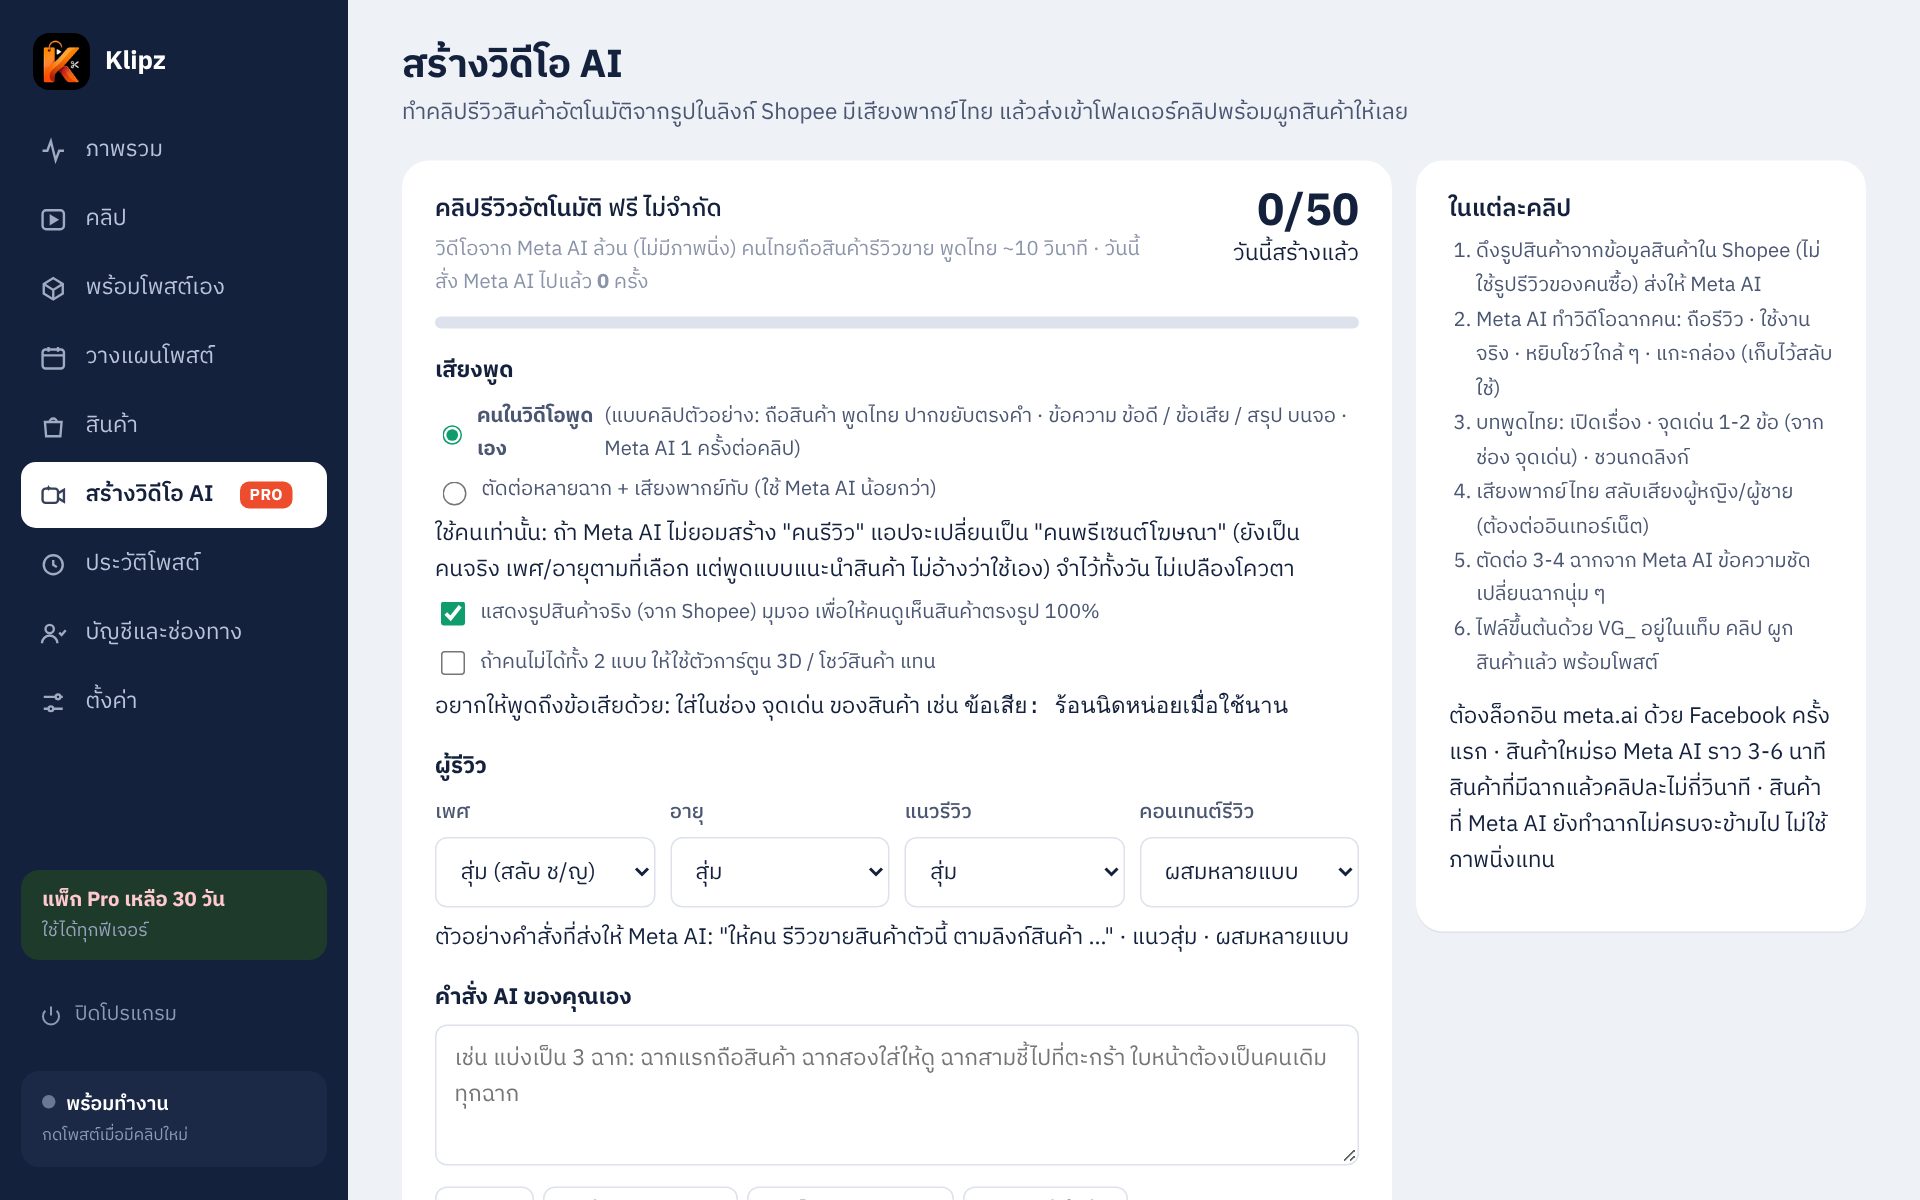 Klipz
ภาพรวม
คลิป
พร้อมโพสต์เอง
วางแผนโพสต์
สินค้า
สร้างวิดีโอ AI PRO
ประวัติโพสต์
บัญชีและช่องทาง
ตั้งค่า
แพ็ก Pro เหลือ 30 วัน
ใช้ได้ทุกฟีเจอร์
ปิดโปรแกรม
พร้อมทำงาน
กดโพสต์เมื่อมีคลิปใหม่
สร้างวิดีโอ AI
ทำคลิปรีวิวสินค้าอัตโนมัติจากรูปในลิงก์ Shopee มีเสียงพากย์ไทย แล้วส่งเข้าโฟลเดอร์คลิปพร้อมผูกสินค้าให้เลย
คลิปรีวิวอัตโนมัติ ฟรี ไม่จำกัด
วิดีโอจาก Meta AI ล้วน (ไม่มีภาพนิ่ง) คนไทยถือสินค้ารีวิวขาย พูดไทย ~10 วินาที · วันนี้
สั่ง Meta AI ไปแล้ว 0 ครั้ง
0/50
วันนี้สร้างแล้ว
เสียงพูด
คนในวิดีโอพูด
เอง
(แบบคลิปตัวอย่าง: ถือสินค้า พูดไทย ปากขยับตรงคำ · ข้อความ ข้อดี / ข้อเสีย / สรุป บนจอ ·
Meta AI 1 ครั้งต่อคลิป)
ตัดต่อหลายฉาก + เสียงพากย์ทับ (ใช้ Meta AI น้อยกว่า)
ใช้คนเท่านั้น: ถ้า Meta AI ไม่ยอมสร้าง "คนรีวิว" แอปจะเปลี่ยนเป็น "คนพรีเซนต์โฆษณา" (ยังเป็น
คนจริง เพศ/อายุตามที่เลือก แต่พูดแบบแนะนำสินค้า ไม่อ้างว่าใช้เอง) จำไว้ทั้งวัน ไม่เปลืองโควตา
แสดงรูปสินค้าจริง (จาก Shopee) มุมจอ เพื่อให้คนดูเห็นสินค้าตรงรูป 100%
ถ้าคนไม่ได้ทั้ง 2 แบบ ให้ใช้ตัวการ์ตูน 3D / โชว์สินค้า แทน
อยากให้พูดถึงข้อเสียด้วย: ใส่ในช่อง จุดเด่น ของสินค้า เช่น ข้อเสีย: ร้อนนิดหน่อยเมื่อใช้นาน
ผู้รีวิว
เพศ
อายุ
แนวรีวิว
คอนเทนต์รีวิว
สุ่ม (สลับ ช/ญ)
สุ่ม
สุ่ม
ผสมหลายแบบ
ตัวอย่างคำสั่งที่ส่งให้ Meta AI: "ให้คน รีวิวขายสินค้าตัวนี้ ตามลิงก์สินค้า ..." · แนวสุ่ม · ผสมหลายแบบ
คำสั่ง AI ของคุณเอง
เช่น แบ่งเป็น 3 ฉาก: ฉากแรกถือสินค้า ฉากสองใส่ให้ดู ฉากสามชี้ไปที่ตะกร้า ใบหน้าต้องเป็นคนเดิม
ทุกฉาก
ในแต่ละคลิป
1. ดึงรูปสินค้าจากข้อมูลสินค้าใน Shopee (ไม่
ใช้รูปรีวิวของคนซื้อ) ส่งให้ Meta AI
2. Meta AI ทำวิดีโอฉากคน: ถือรีวิว · ใช้งาน
จริง · หยิบโชว์ใกล้ ๆ · แกะกล่อง (เก็บไว้สลับ
ใช้)
3. บทพูดไทย: เปิดเรื่อง · จุดเด่น 1-2 ข้อ (จาก
ช่อง จุดเด่น) · ชวนกดลิงก์
4. เสียงพากย์ไทย สลับเสียงผู้หญิง/ผู้ชาย
(ต้องต่ออินเทอร์เน็ต)
5. ตัดต่อ 3-4 ฉากจาก Meta AI ข้อความชัด
เปลี่ยนฉากนุ่ม ๆ
6. ไฟล์ขึ้นต้นด้วย VG_ อยู่ในแท็บ คลิป ผูก
สินค้าแล้ว พร้อมโพสต์
ต้องล็อกอิน meta.ai ด้วย Facebook ครั้ง
แรก · สินค้าใหม่รอ Meta AI ราว 3-6 นาที
สินค้าที่มีฉากแล้วคลิปละไม่กี่วินาที · สินค้า
ที่ Meta AI ยังทำฉากไม่ครบจะข้ามไป ไม่ใช้
ภาพนิ่งแทน